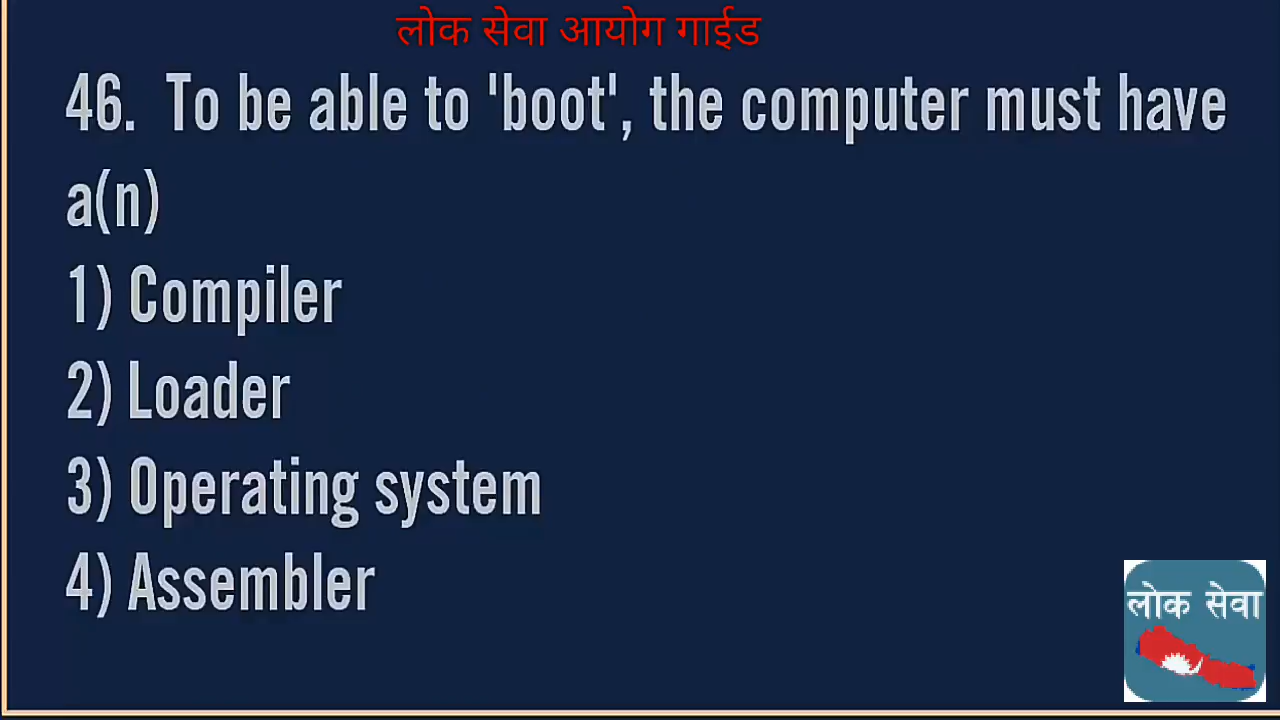 लोक सेवा आयोग गाईड
46. To be able to 'boot', the computer must have
a(n)
1) Compiler
2) Loader
3) Operating system
4) Assembler
लोक सेवा